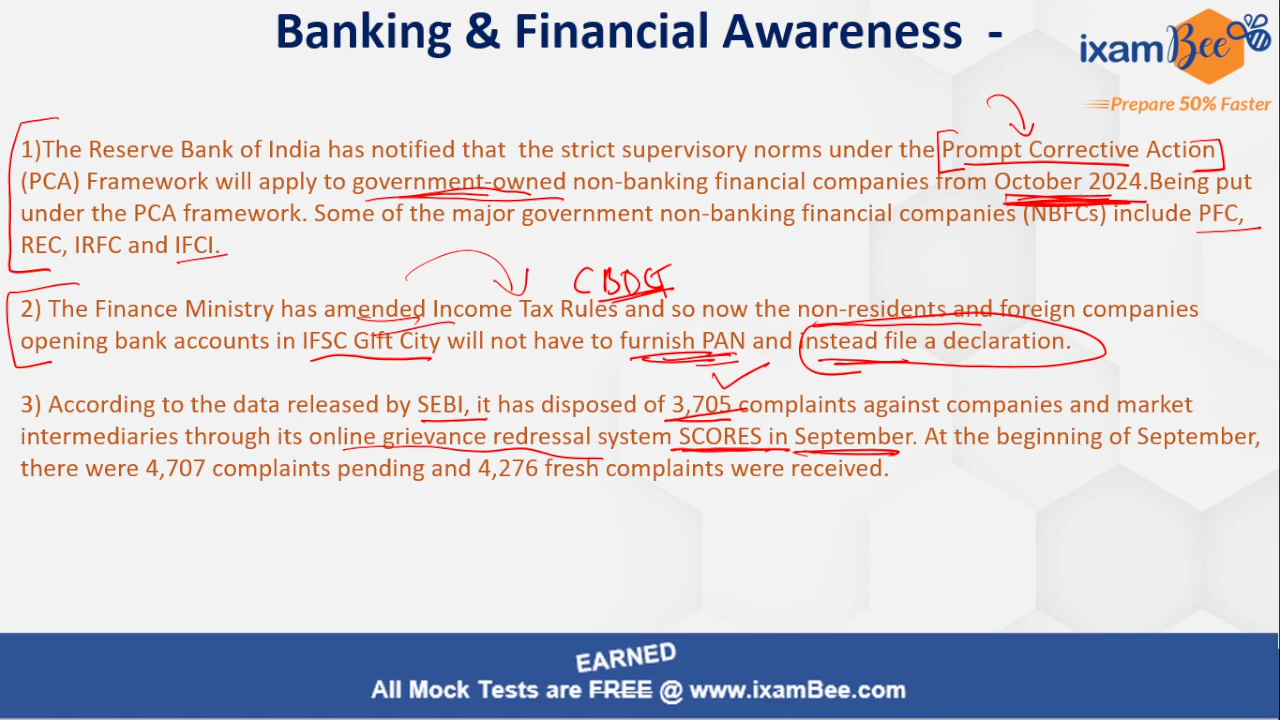 Banking & Financial Awareness -
ixamBee
Prepare 50% Faster
1)The Reserve Bank of India has notified that the strict supervisory norms under the Prompt Corrective Action
(PCA) Framework will apply to government-owned non-banking financial companies from October 2024.Being put
under the PCA framework. Some of the major government non-banking financial companies (NBFCs) include PFC,
REC, IRFC and IFCI.
CBDT
2) The Finance Ministry has amended Income Tax Rules and so now the non-residents and foreign companies
opening bank accounts in IFSC Gift City will not have to furnish PAN and instead file a declaration.
3) According to the data released by SEBI, it has disposed of 3,705 complaints against companies and market
intermediaries through its online grievance redressal system SCORES in September. At the beginning of September,
there were 4,707 complaints pending and 4,276 fresh complaints were received.
EARNED
All Mock Tests are FREE @ www.ixamBee.com